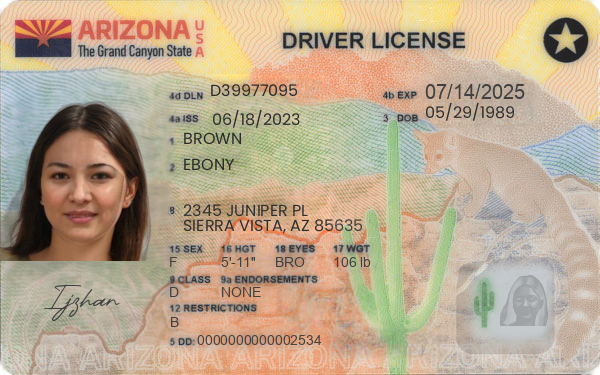 ARIZONA USA
The Grand Canyon State
DRIVER LICENSE
4d DLN D39977095
4b EXP 07/14/2025
4a ISS 06/18/2023
3 DOB 05/29/1989
1 BROWN
2 EBONY
8 2345 JUNIPER PL
SIERRA VISTA, AZ 85635
15 SEX 16 HGT 18 EYES 17 WGT
F 5'-11" BRO 106 lb
9 CLASS 9a ENDORSEMENTS
D NONE
12 RESTRICTIONS
B
Ijzhan
5 DD: 0000000000002534
ONA ARIZONA ARIZONA ARIZONA ARIZONA AXIZ